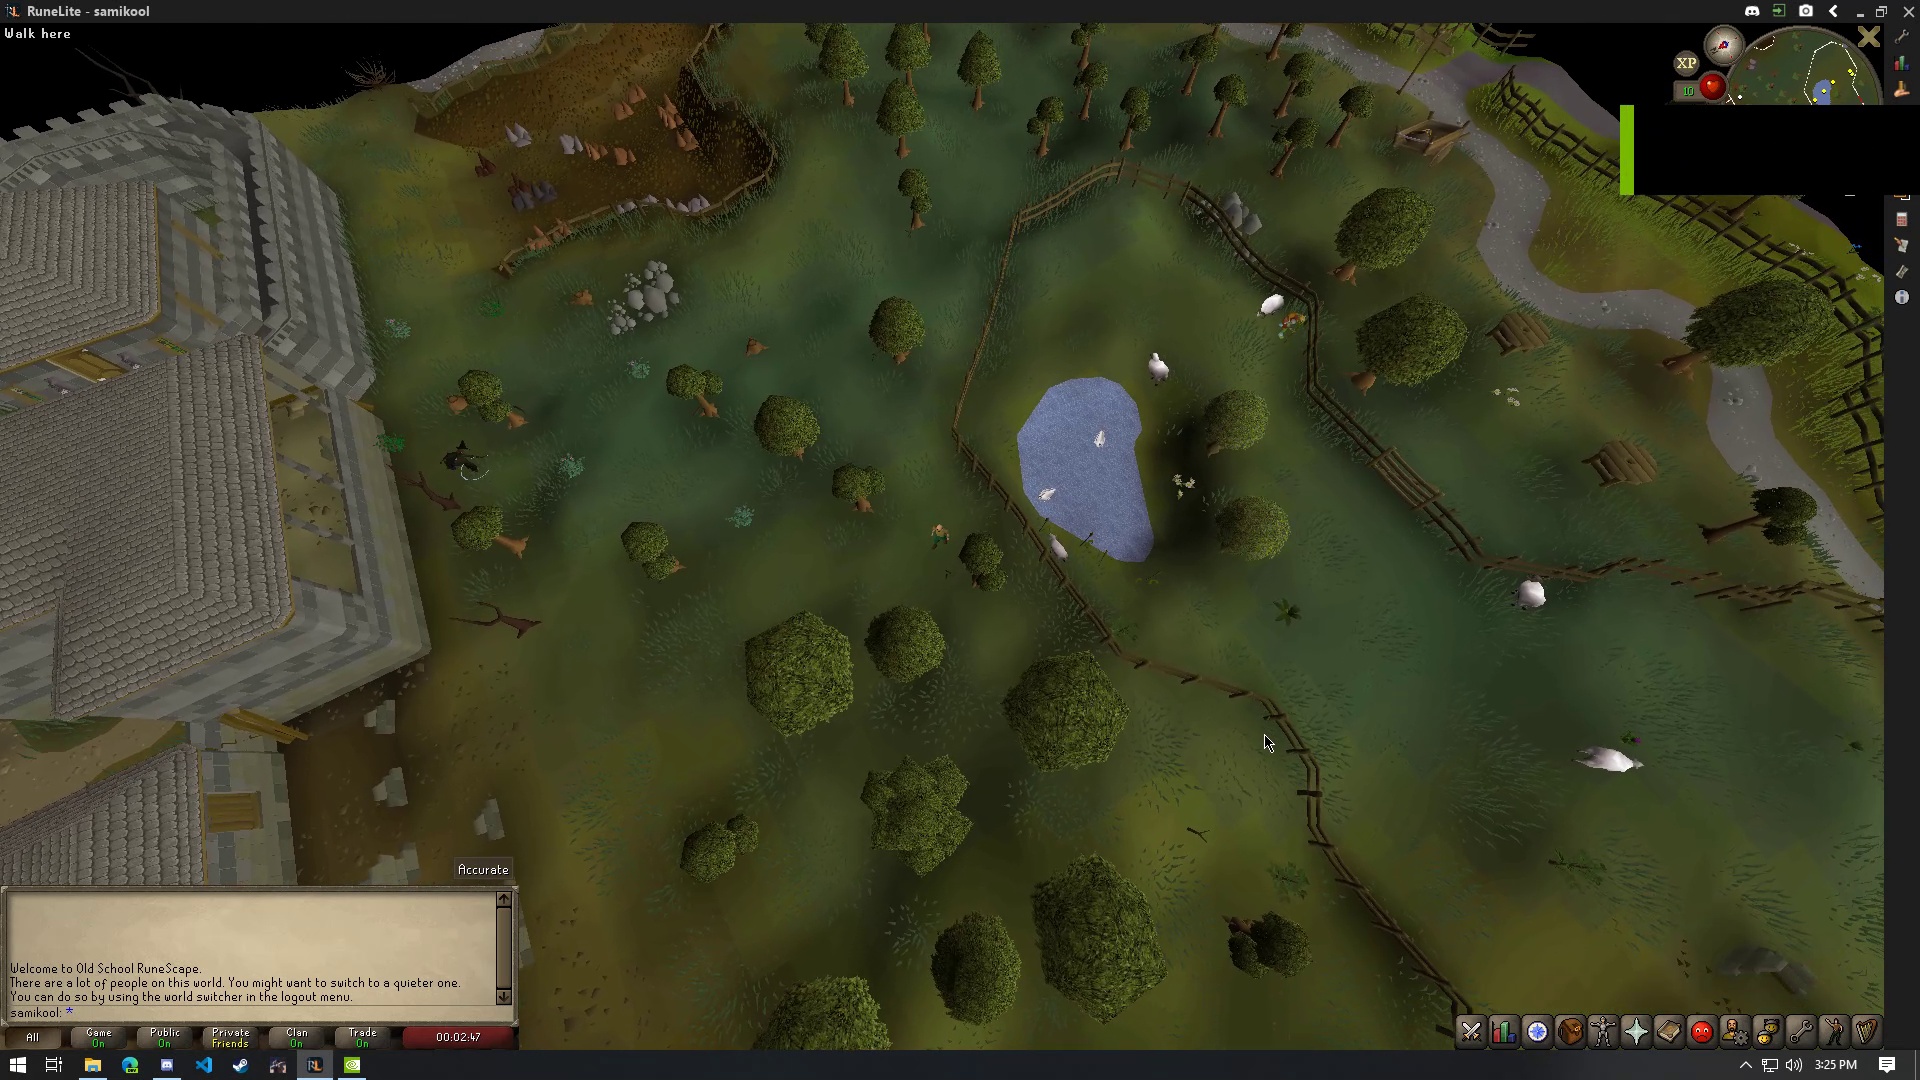 RuneLite - samikool
Walk here
XP
10
Accurate
Welcome to Old School RuneScape.
There are a lot of people on this world. You might want to switch to a quieter one.
You can do so by using the world switcher in the logout menu.
samikool: *
All
Game
On
Public
On
Private
Friends
Clan
On
Trade
On
00:02:47
3:25 PM